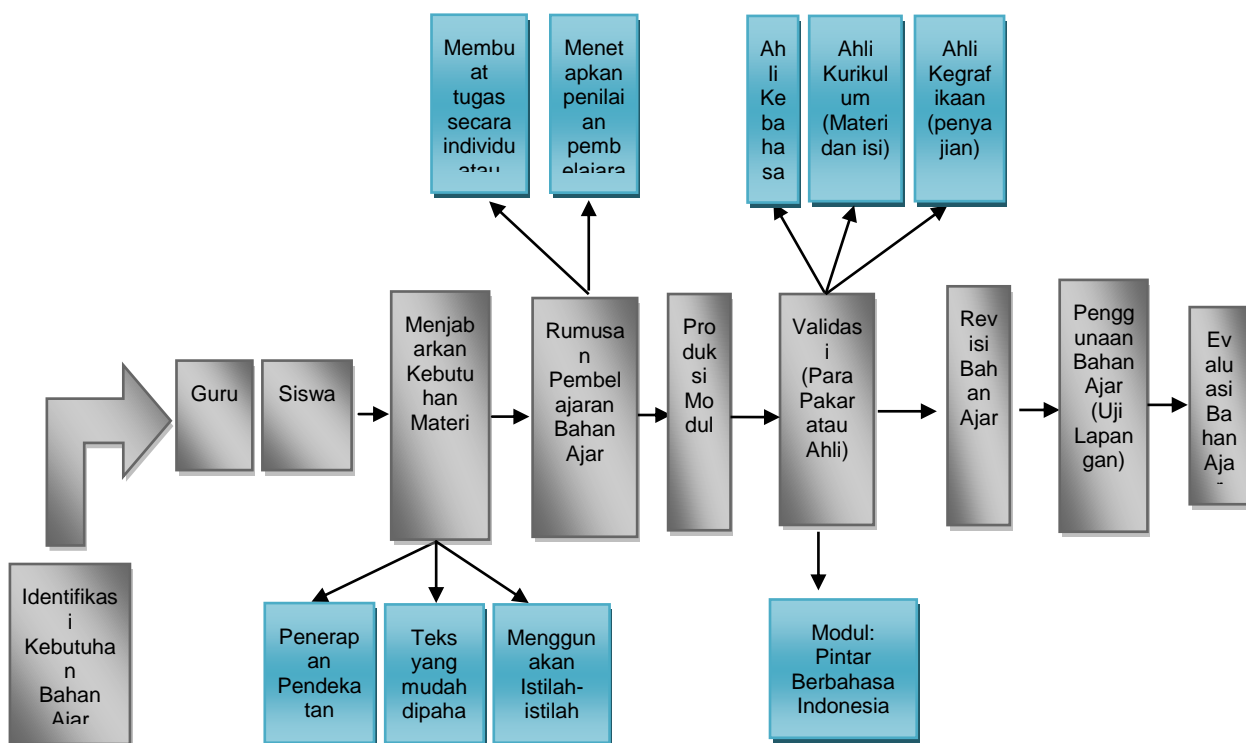 Membu
at
tugas
secara
individu
atau
Menet
apkan
penilai
an
pemb
elajara
Ah
li
Ke
ba
ha
sa
Ahli
Kurikul
um
(Materi
dan isi)
Ahli
Kegraf
ikaan
(penya
jian)
Guru
Siswa
Menjab
arkan
Kebutu
han
Materi
Rumusa
n
Pembel
ajaran
Bahan
Ajar
Pro
duk
si
Mo
dul
Validas
i
(Para
Pakar
atau
Ahli)
Rev
isi
Bah
an
Ajar
Pengg
unaan
Bahan
Ajar
(Uji
Lapan
gan)
Ev
alu
asi
Ba
han
Aja
r
Identifikas
i
Kebutuha
n
Bahan
Ajar
Penerap
an
Pendeka
tan
Teks
yang
mudah
dipaha
Menggun
akan
Istilah-
istilah
Modul:
Pintar
Berbahasa
Indonesia